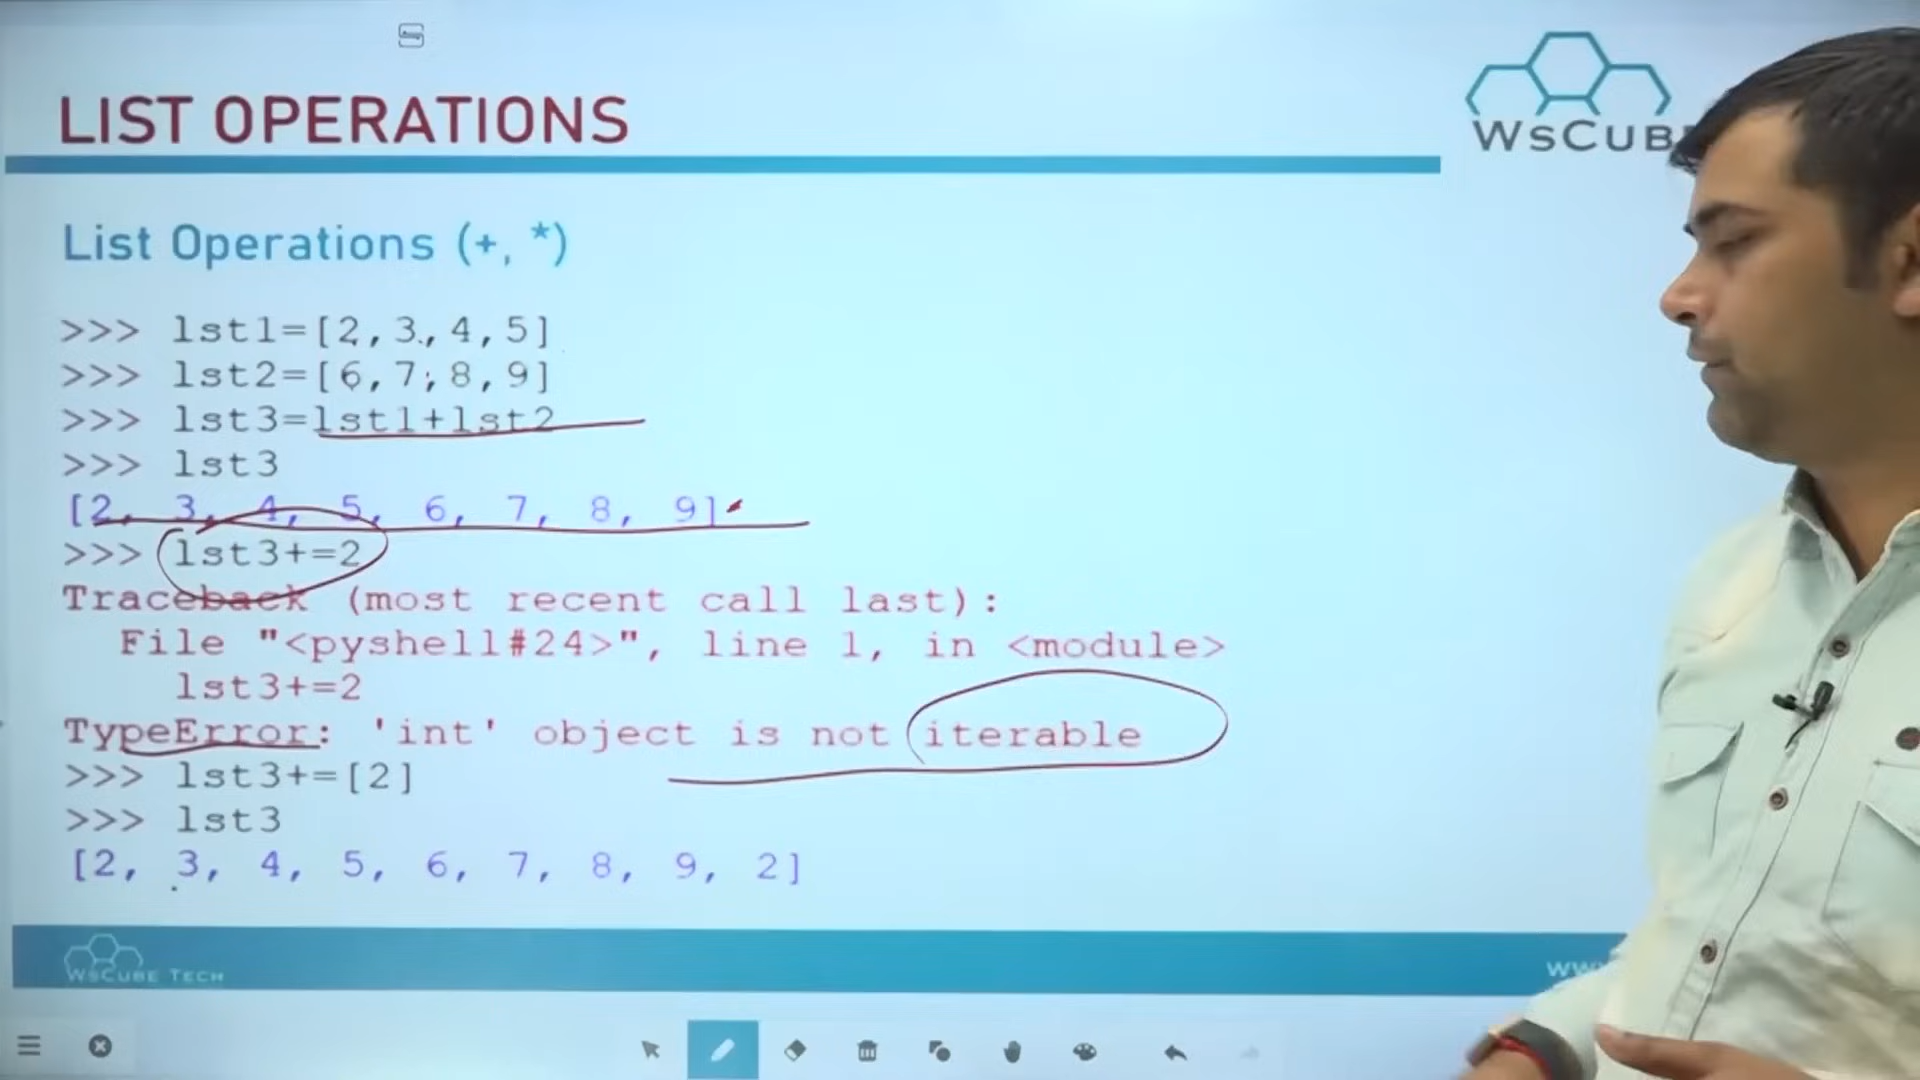 LIST OPERATIONS
WSCUB
List Operations (+, *)
>>> lst1=[2,3,4,5]
>>> lst2=[6,7,8,9]
>>> lst3=lst1+lst2
>>> lst3
[2, 3, 4, 5, 6, 7, 8, 9]
>>> lst3+=2
Traceback (most recent call last):
File "<pyshell#24>", line 1, in <module>
lst3+=2
TypeError: 'int' object is not iterable
>>> lst3+=[2]
>>> lst3
[2, 3, 4, 5, 6, 7, 8, 9, 2]
WSCUBE TECH